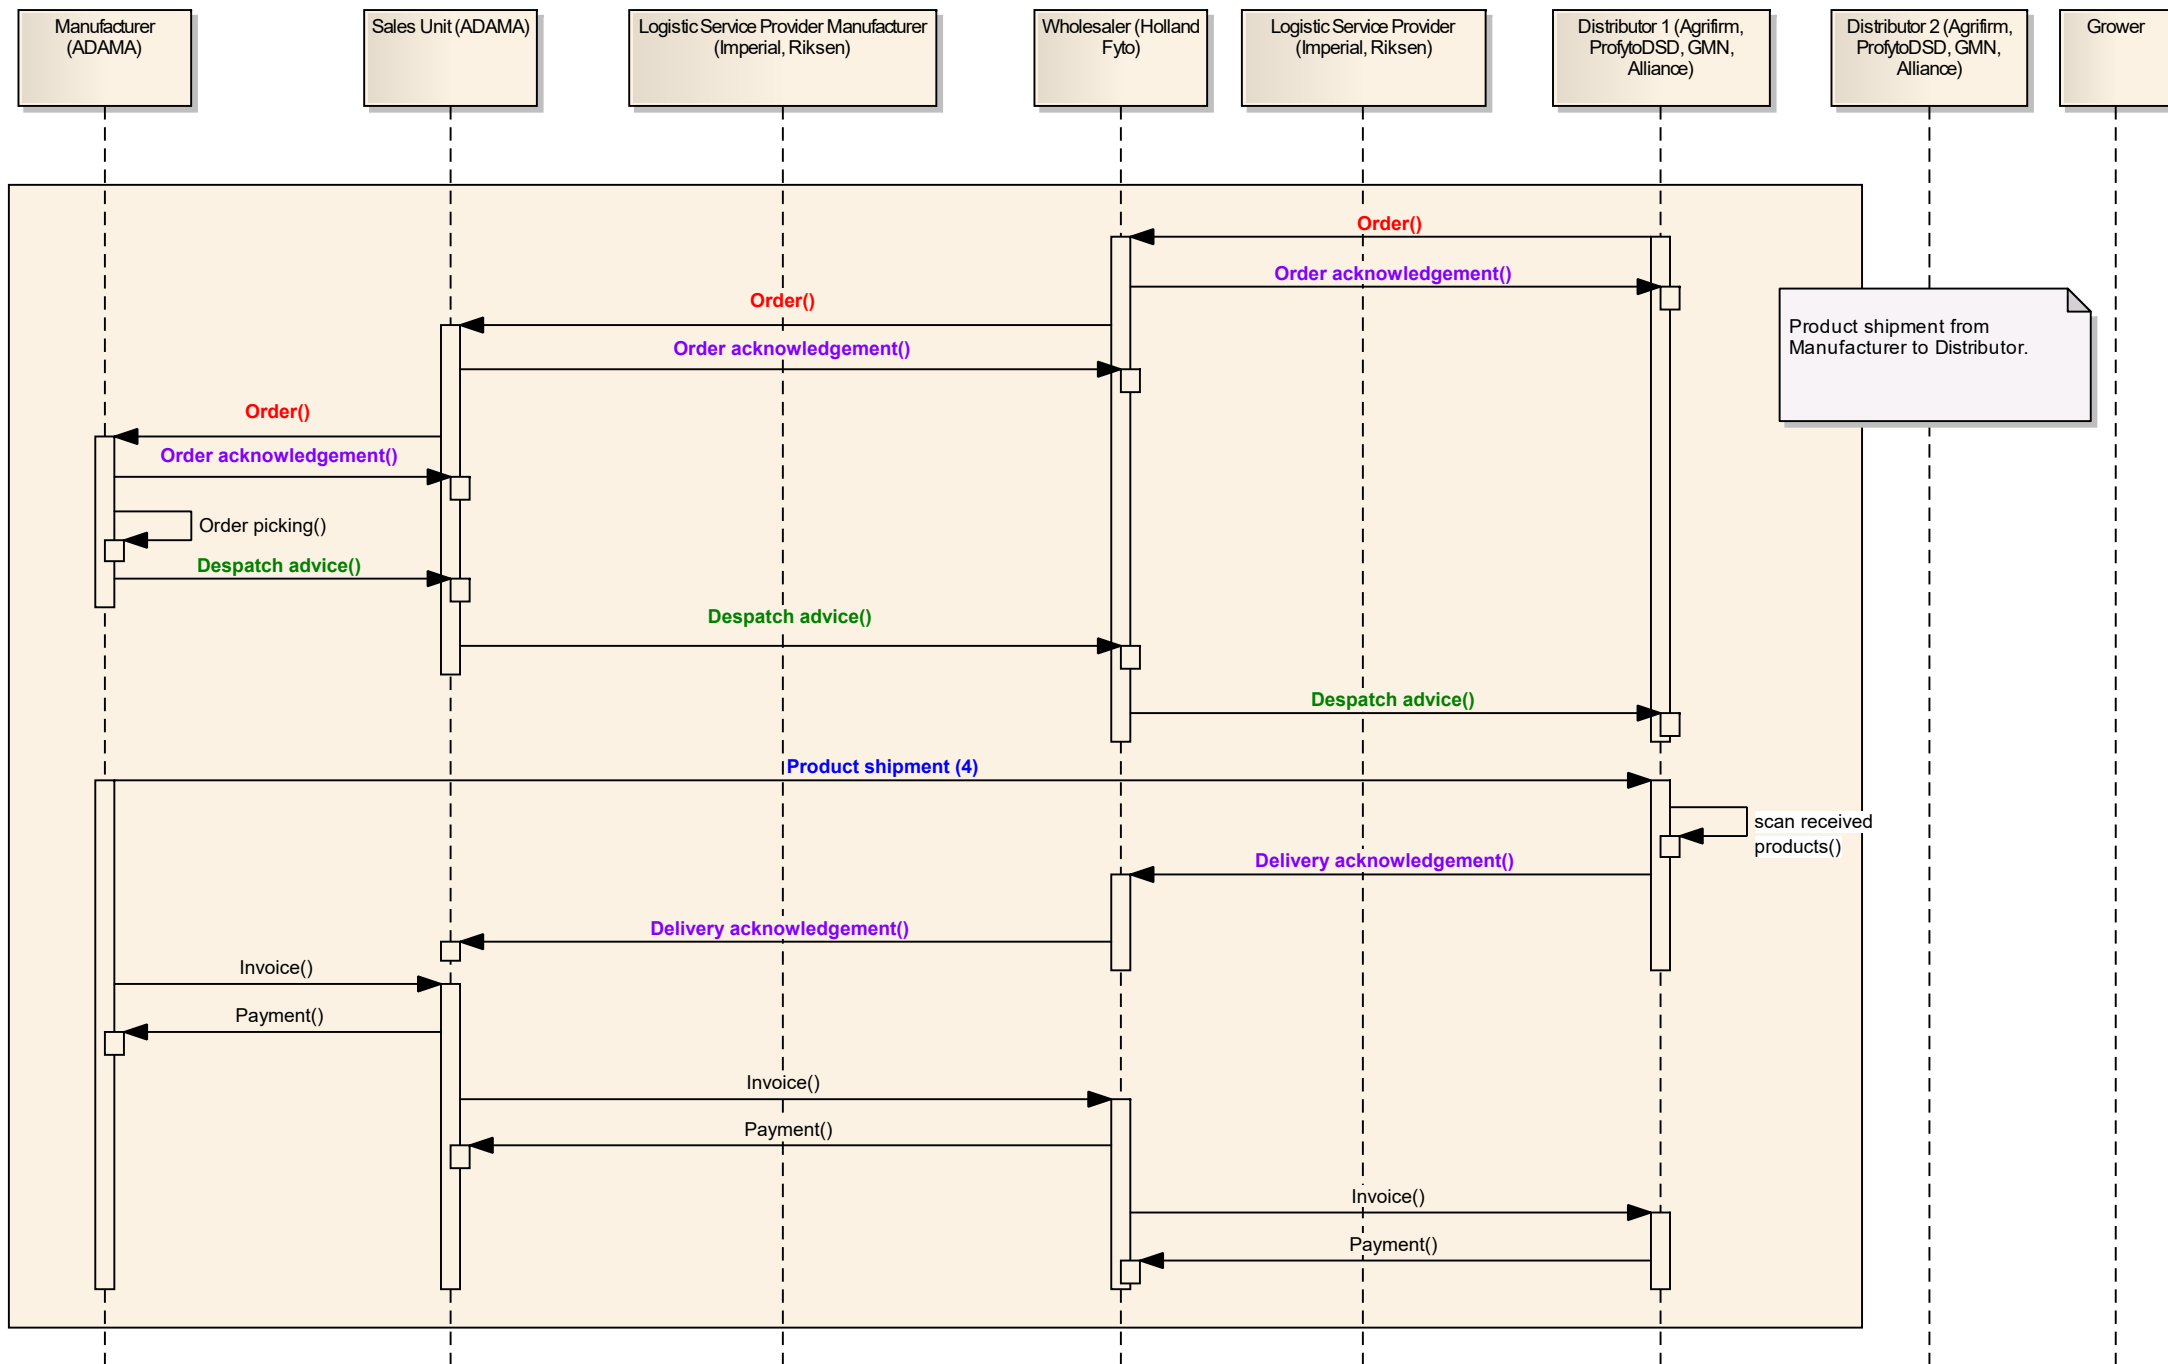 Manufacturer
(ADAMA)
Sales Unit (ADAMA)
Logistic Service Provider Manufacturer
(Imperial, Riksen)
Wholesaler (Holland
Fyto)
Logistic Service Provider
(Imperial, Riksen)
Distributor 1 (Agrifirm,
ProfytoDSD, GMN,
Alliance)
Distributor 2 (Agrifirm,
ProfytoDSD, GMN,
Alliance)
Grower
Order()
Order acknowledgement()
Order()
Product shipment from
Manufacturer to Distributor.
Order acknowledgement()
Order()
Order acknowledgement()
Order picking()
Despatch advice()
Despatch advice()
Despatch advice()
Product shipment (4)
scan received
products()
Delivery acknowledgement()
Delivery acknowledgement()
Invoice()
Payment()
Invoice()
Payment()
Invoice()
Payment()